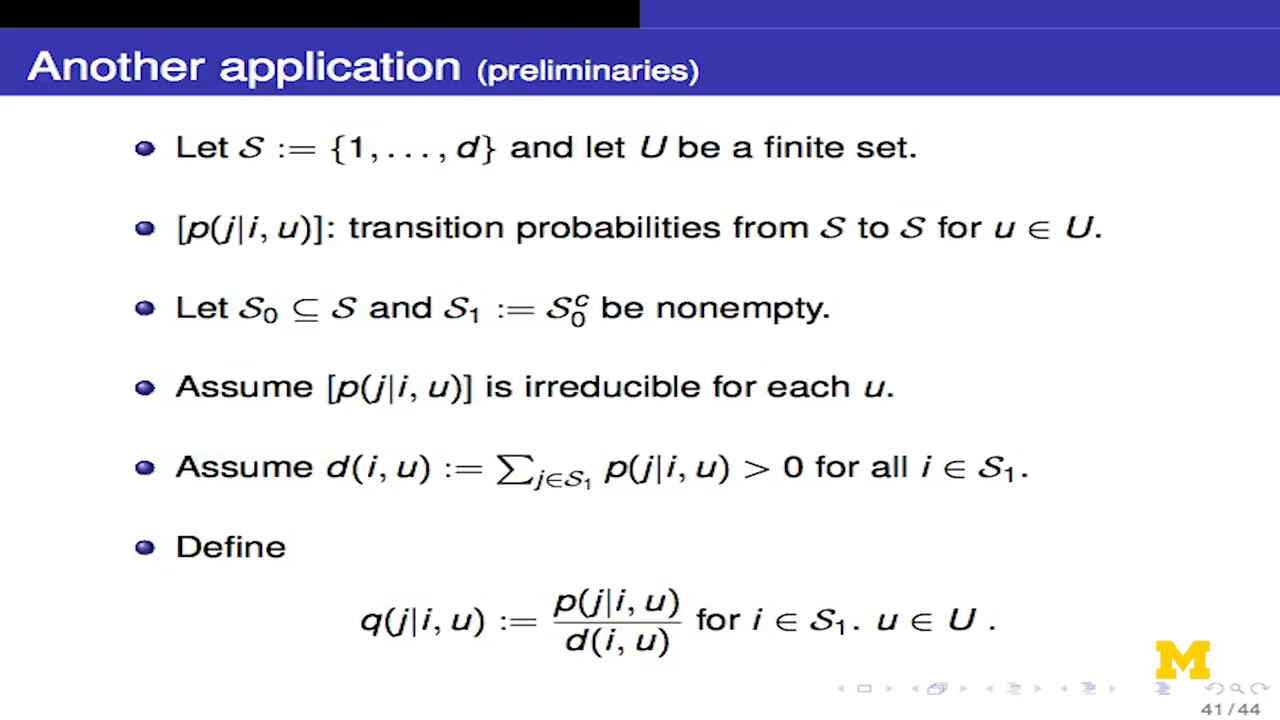 Another application (preliminaries)
Let 𝒮 := {1, . . . , d} and let U be a finite set.
[p(j|i, u)]: transition probabilities from 𝒮 to 𝒮 for u ∈ U.
Let 𝒮₀ ⊆ 𝒮 and 𝒮₁ := 𝒮₀ᶜ be nonempty.
Assume [p(j|i, u)] is irreducible for each u.
Assume d(i, u) := ∑_{j∈𝒮₁} p(j|i, u) > 0 for all i ∈ 𝒮₁.
Define
q(j|i, u) := p(j|i, u) / d(i, u) for i ∈ 𝒮₁. u ∈ U .
M
41 / 44